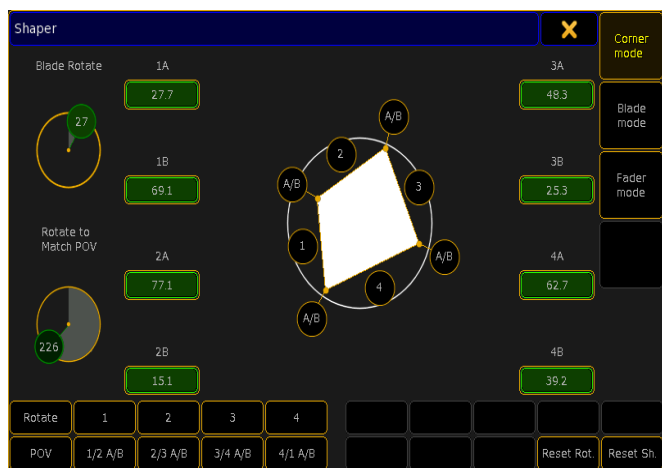 Shaper
Corner
mode
Blade
mode
Fader
mode
Blade Rotate
27
Rotate to
Match POV
226
1A
27.7
1B
69.1
2A
77.1
2B
15.1
A/B
2
A/B
3
1
A/B
4
A/B
3A
48.3
3B
25.3
4A
62.7
4B
39.2
Rotate 1 2 3 4
POV 1/2 A/B 2/3 A/B 3/4 A/B 4/1 A/B Reset Rot. Reset Sh.